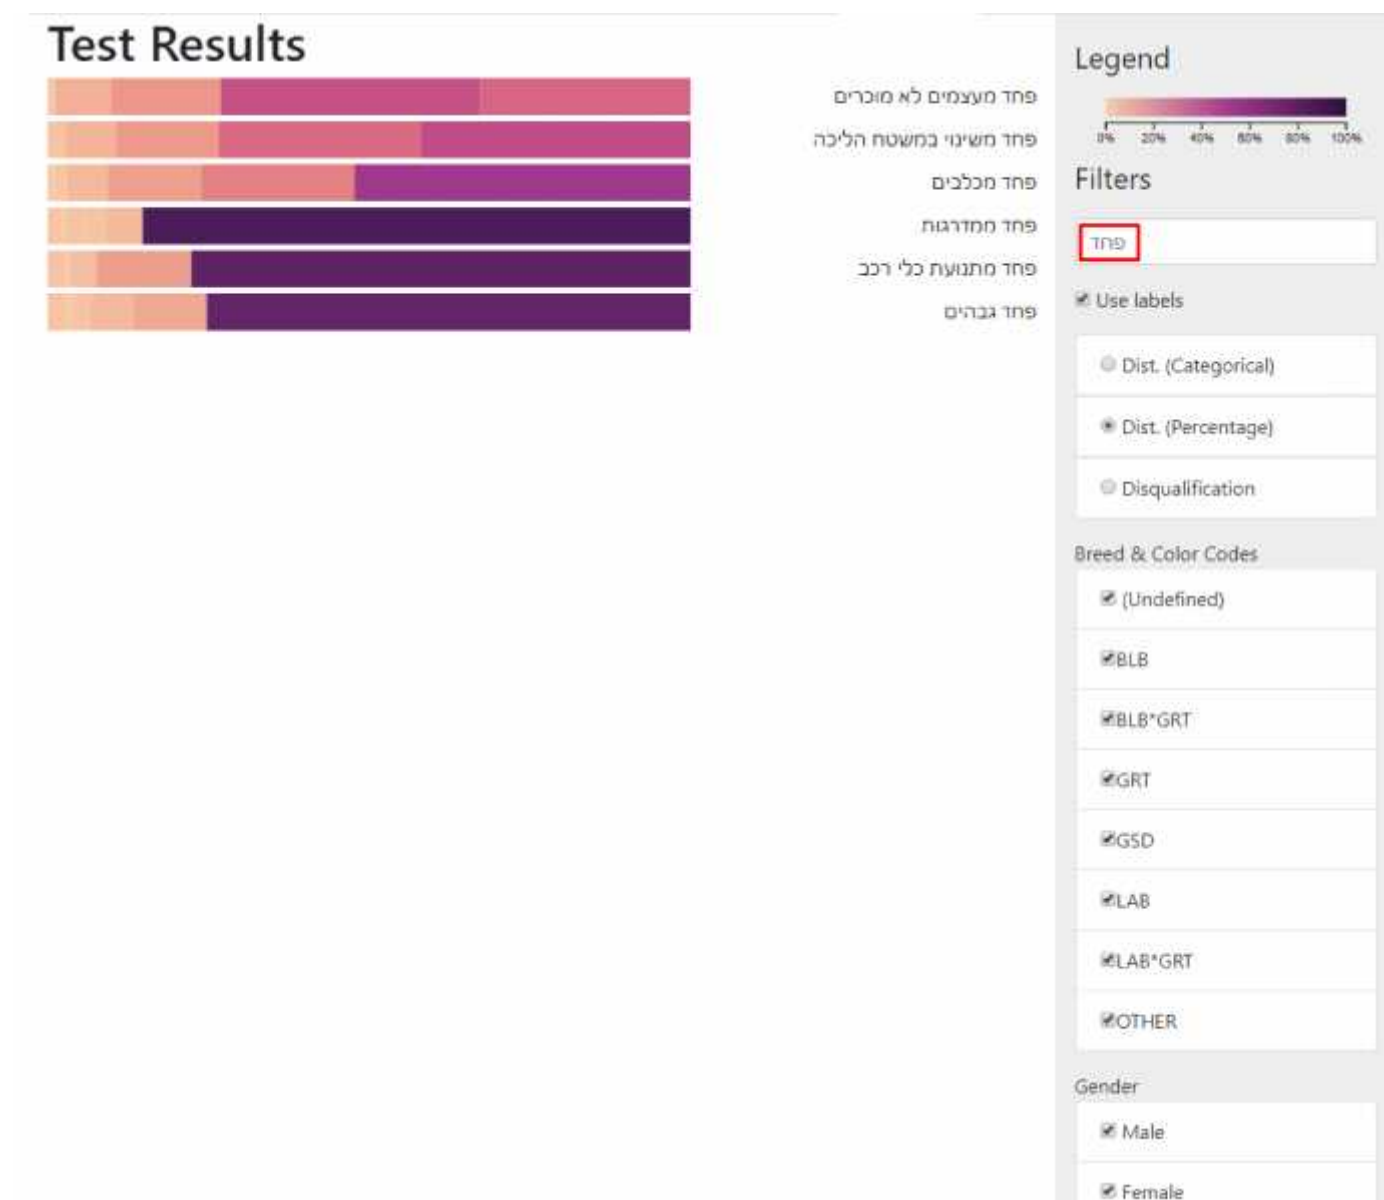 Test Results
פחד מעצמים לא מוכרים
פחד משינוי במשטח הליכה
פחד מכלבים
פחד ממדרגות
פחד מתנועת כלי רכב
פחד גבהים
Legend
0% 20% 40% 60% 80% 100%
Filters
פחד
Use labels
Dist. (Categorical)
Dist. (Percentage)
Disqualification
Breed & Color Codes
(Undefined)
BLB
BLB*GRT
GRT
GSD
LAB
LAB*GRT
OTHER
Gender
Male
Female